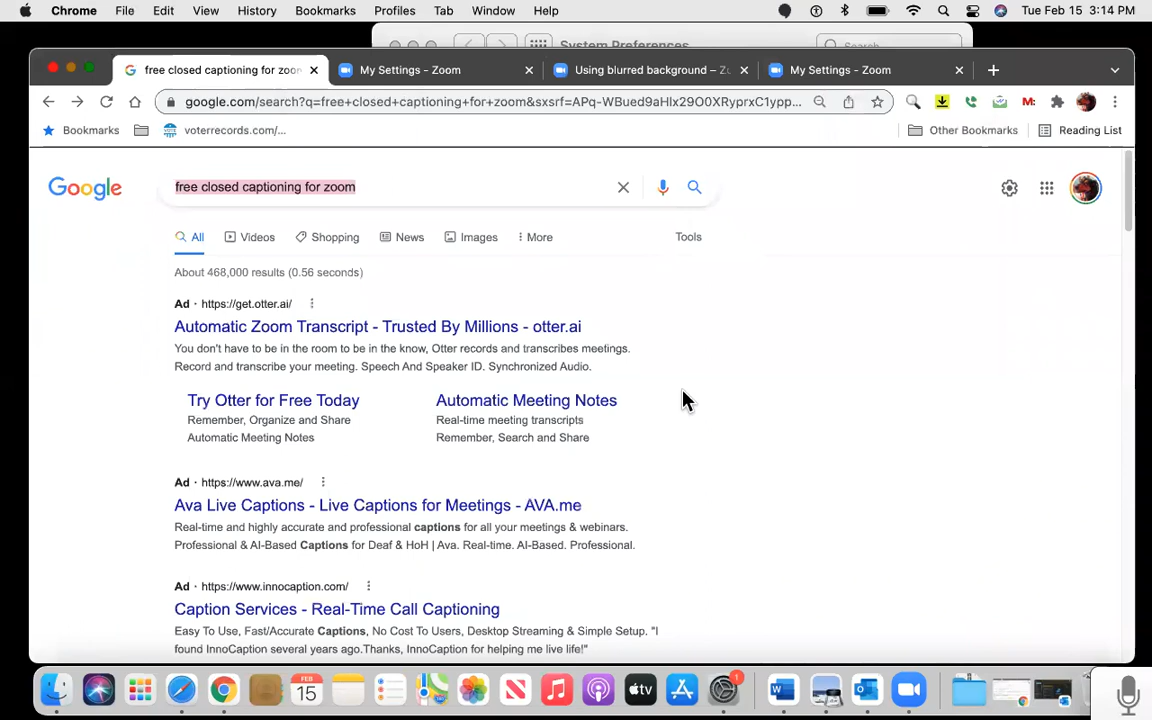 Chrome File Edit View History Bookmarks Profiles Tab Window Help Tue Feb 15 3:14 PM
System Preferences Search
free closed captioning for zoom My Settings - Zoom Using blurred background – Zo My Settings - Zoom
google.com/search?q=free+closed+captioning+for+zoom&sxsrf=APq-WBued9aHlx29O0XRyprxC1ypp...
Bookmarks voterrecords.com/... Other Bookmarks Reading List
Google free closed captioning for zoom
All Videos Shopping News Images More Tools
About 468,000 results (0.56 seconds)
Ad · https://get.otter.ai/
Automatic Zoom Transcript - Trusted By Millions - otter.ai
You don't have to be in the room to be in the know, Otter records and transcribes meetings.
Record and transcribe your meeting. Speech And Speaker ID. Synchronized Audio.
Try Otter for Free Today Automatic Meeting Notes
Remember, Organize and Share Real-time meeting transcripts
Automatic Meeting Notes Remember, Search and Share
Ad · https://www.ava.me/
Ava Live Captions - Live Captions for Meetings - AVA.me
Real-time and highly accurate and professional captions for all your meetings & webinars.
Professional & AI-Based Captions for Deaf & HoH | Ava. Real-time. AI-Based. Professional.
Ad · https://www.innocaption.com/
Caption Services - Real-Time Call Captioning
Easy To Use, Fast/Accurate Captions, No Cost To Users, Desktop Streaming & Simple Setup. "I
found InnoCaption several years ago.Thanks, InnoCaption for helping me live life!"
FEB
15
tv
1